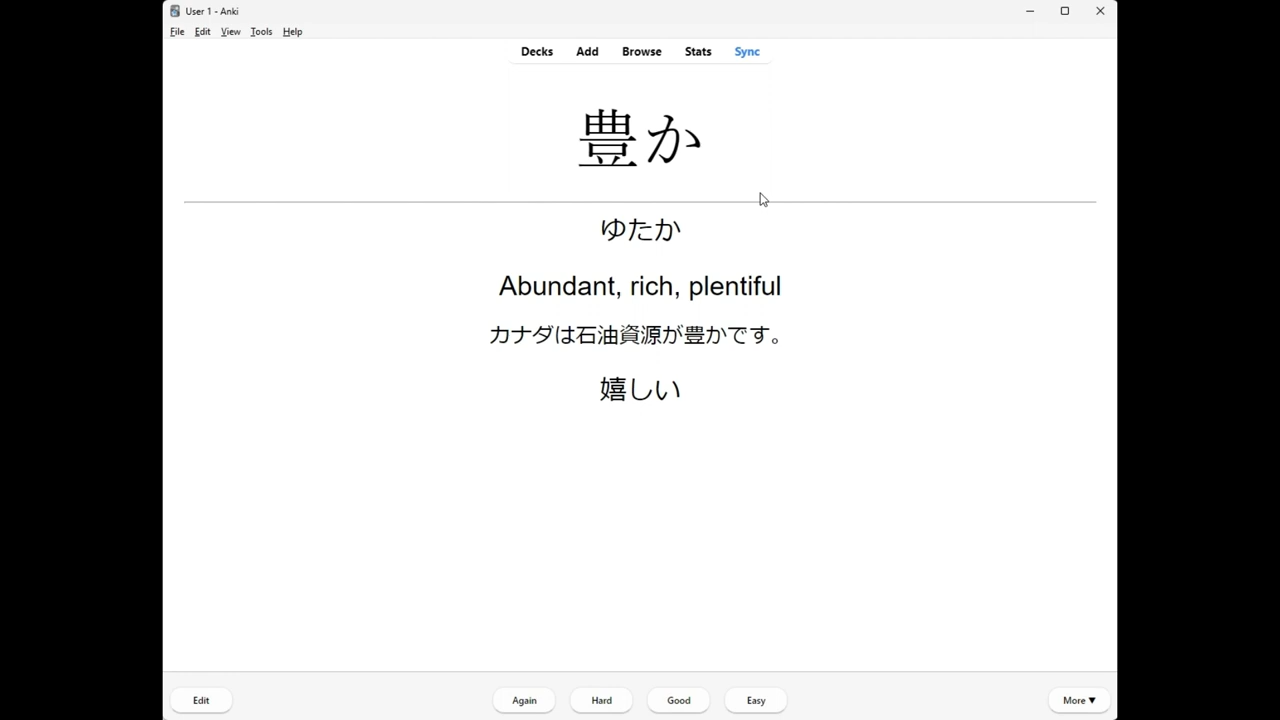 User 1 - Anki
File Edit View Tools Help
Decks Add Browse Stats Sync
豊か
ゆたか
Abundant, rich, plentiful
カナダは石油資源が豊かです。
嬉しい
Edit Again Hard Good Easy More ▼